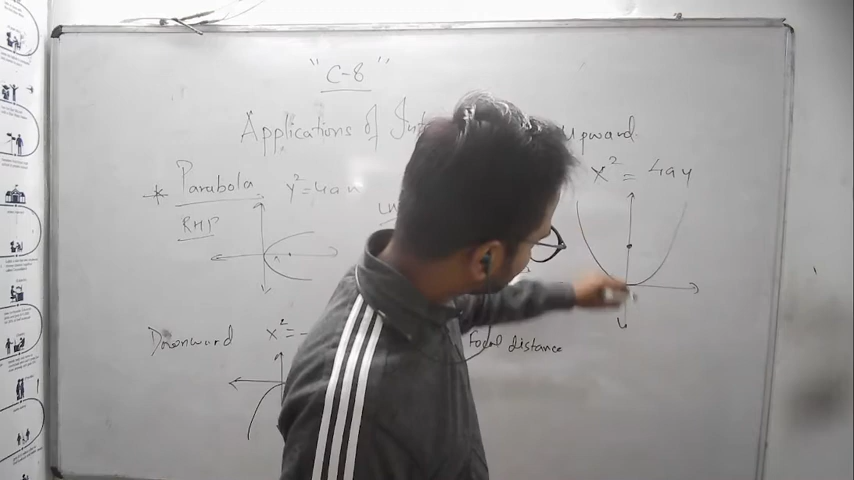 "C-8"
Applications of
Upward
* Parabola y²=4ax
RHP
x² = 4ay
Downward x²=-
Focal distance